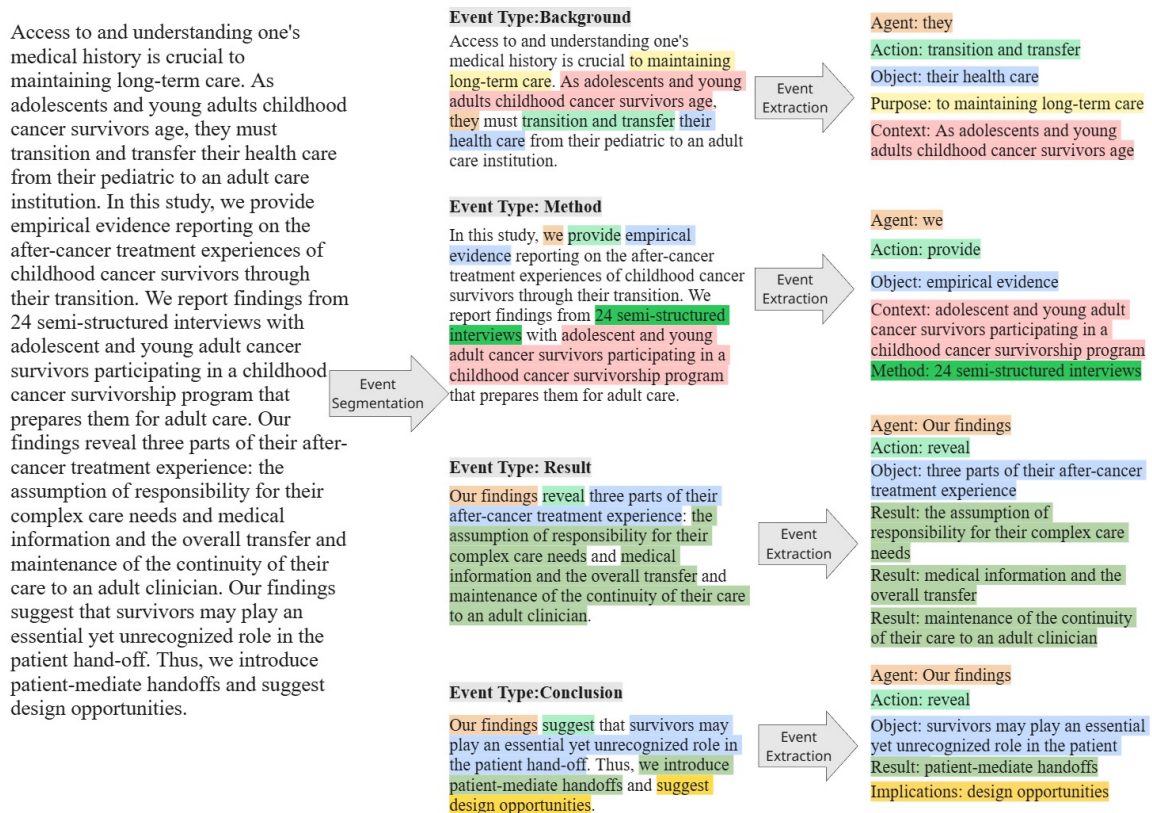 Access to and understanding one's
medical history is crucial to
maintaining long-term care. As
adolescents and young adults childhood
cancer survivors age, they must
transition and transfer their health care
from their pediatric to an adult care
institution. In this study, we provide
empirical evidence reporting on the
after-cancer treatment experiences of
childhood cancer survivors through
their transition. We report findings from
24 semi-structured interviews with
adolescent and young adult cancer
survivors participating in a childhood
cancer survivorship program that
prepares them for adult care. Our
findings reveal three parts of their after-
cancer treatment experience: the
assumption of responsibility for their
complex care needs and medical
information and the overall transfer and
maintenance of the continuity of their
care to an adult clinician. Our findings
suggest that survivors may play an
essential yet unrecognized role in the
patient hand-off. Thus, we introduce
patient-mediate handoffs and suggest
design opportunities.
Event
Segmentation
Event Type:Background
Access to and understanding one's
medical history is crucial to maintaining
long-term care. As adolescents and young
adults childhood cancer survivors age,
they must transition and transfer their
health care from their pediatric to an adult
care institution.
Event
Extraction
Agent: they
Action: transition and transfer
Object: their health care
Purpose: to maintaining long-term care
Context: As adolescents and young
adults childhood cancer survivors age
Event Type: Method
In this study, we provide empirical
evidence reporting on the after-cancer
treatment experiences of childhood cancer
survivors through their transition. We
report findings from 24 semi-structured
interviews with adolescent and young
adult cancer survivors participating in a
childhood cancer survivorship program
that prepares them for adult care.
Event
Extraction
Agent: we
Action: provide
Object: empirical evidence
Context: adolescent and young adult
cancer survivors participating in a
childhood cancer survivorship program
Method: 24 semi-structured interviews
Event Type: Result
Our findings reveal three parts of their
after-cancer treatment experience: the
assumption of responsibility for their
complex care needs and medical
information and the overall transfer and
maintenance of the continuity of their care
to an adult clinician.
Event
Extraction
Agent: Our findings
Action: reveal
Object: three parts of their after-cancer
treatment experience
Result: the assumption of
responsibility for their complex care
needs
Result: medical information and the
overall transfer
Result: maintenance of the continuity
of their care to an adult clinician
Event Type:Conclusion
Our findings suggest that survivors may
play an essential yet unrecognized role in
the patient hand-off. Thus, we introduce
patient-mediate handoffs and suggest
design opportunities.
Event
Extraction
Agent: Our findings
Action: reveal
Object: survivors may play an essential
yet unrecognized role in the patient
Result: patient-mediate handoffs
Implications: design opportunities